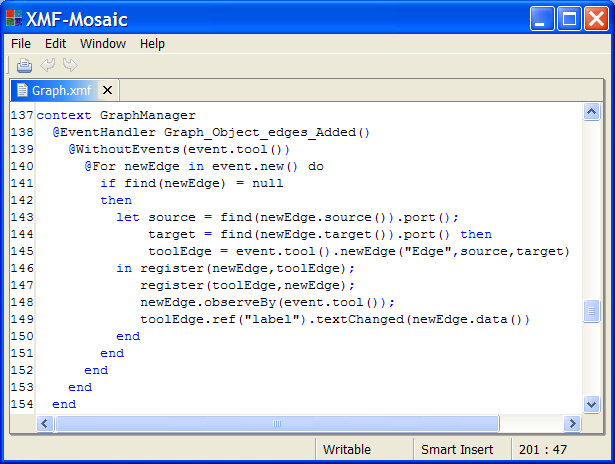 XMF-Mosaic
File Edit Window Help
Graph.xmf
137 context GraphManager
138 @EventHandler Graph_Object_edges_Added()
139 @WithoutEvents(event.tool())
140 @For newEdge in event.new() do
141 if find(newEdge) = null
142 then
143 let source = find(newEdge.source()).port();
144 target = find(newEdge.target()).port() then
145 toolEdge = event.tool().newEdge("Edge",source,target)
146 in register(newEdge,toolEdge);
147 register(toolEdge,newEdge);
148 newEdge.observeBy(event.tool());
149 toolEdge.ref("label").textChanged(newEdge.data())
150 end
151 end
152 end
153 end
154 end
Writable Smart Insert 201 : 47